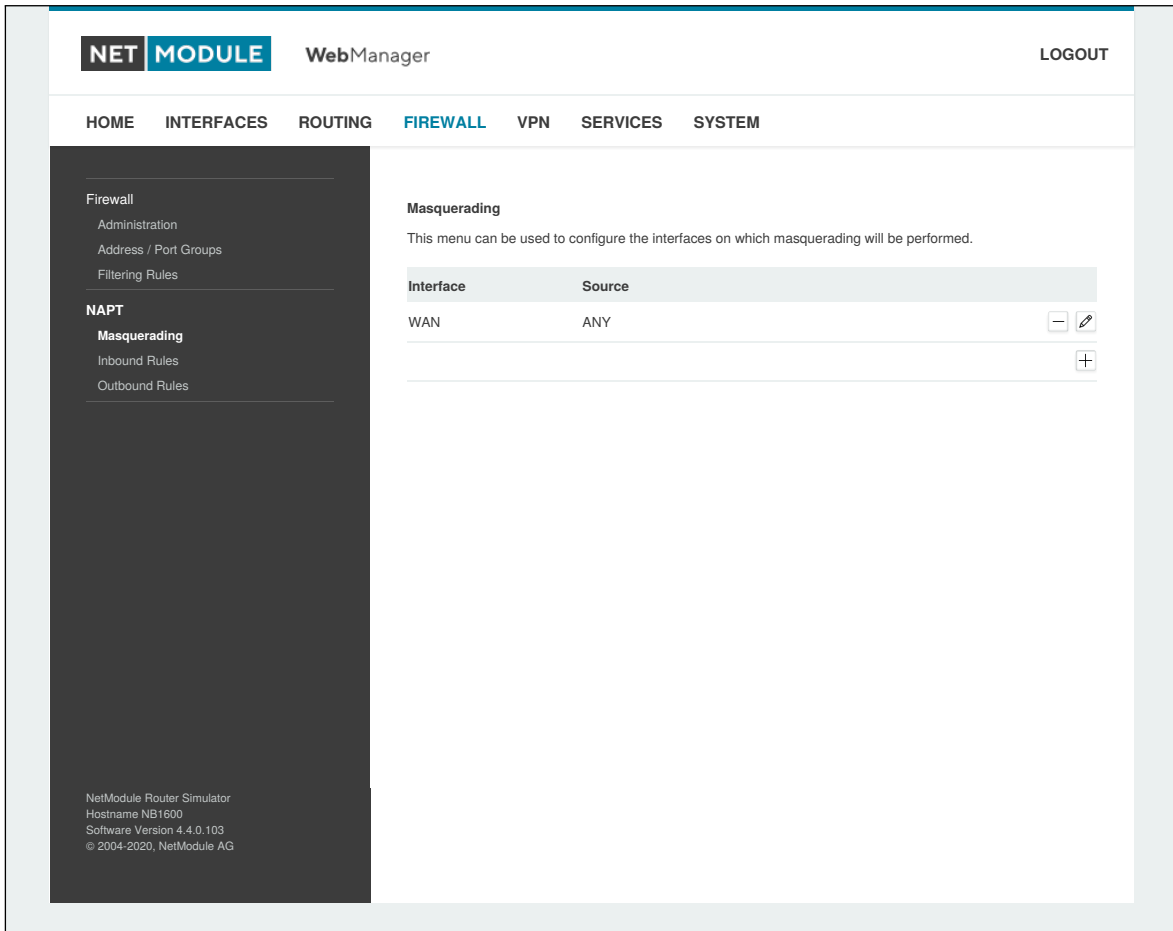 NET MODULE WebManager LOGOUT
HOME INTERFACES ROUTING FIREWALL VPN SERVICES SYSTEM
Firewall
Administration
Address / Port Groups
Filtering Rules
NAPT
Masquerading
Inbound Rules
Outbound Rules
Masquerading
This menu can be used to configure the interfaces on which masquerading will be performed.
Interface Source
WAN ANY
NetModule Router Simulator
Hostname NB1600
Software Version 4.4.0.103
© 2004-2020, NetModule AG